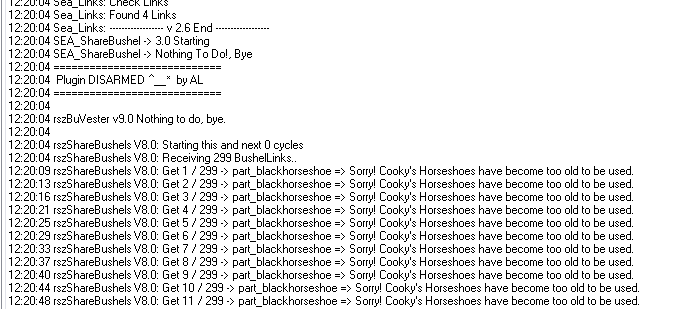 12:20:04 Sea_Links: Check Links
12:20:04 Sea_Links: Found 4 Links
12:20:04 Sea_Links: ----------------- v 2.6 End -----------------
12:20:04 SEA_ShareBushel -> 3.0 Starting
12:20:04 SEA_ShareBushel -> Nothing To Do!, Bye
12:20:04 ============================
12:20:04  Plugin DISARMED ^__* by AL
12:20:04 ============================
12:20:04
12:20:04 rszBuVester v9.0 Nothing to do, bye.
12:20:04
12:20:04 rszShareBushels V8.0: Starting this and next 0 cycles
12:20:04 rszShareBushels V8.0: Receiving 299 BushelLinks..
12:20:09 rszShareBushels V8.0: Get 1 / 299 -> part_blackhorseshoe => Sorry! Cooky's Horseshoes have become too old to be used.
12:20:13 rszShareBushels V8.0: Get 2 / 299 -> part_blackhorseshoe => Sorry! Cooky's Horseshoes have become too old to be used.
12:20:16 rszShareBushels V8.0: Get 3 / 299 -> part_blackhorseshoe => Sorry! Cooky's Horseshoes have become too old to be used.
12:20:21 rszShareBushels V8.0: Get 4 / 299 -> part_blackhorseshoe => Sorry! Cooky's Horseshoes have become too old to be used.
12:20:25 rszShareBushels V8.0: Get 5 / 299 -> part_blackhorseshoe => Sorry! Cooky's Horseshoes have become too old to be used.
12:20:29 rszShareBushels V8.0: Get 6 / 299 -> part_blackhorseshoe => Sorry! Cooky's Horseshoes have become too old to be used.
12:20:33 rszShareBushels V8.0: Get 7 / 299 -> part_blackhorseshoe => Sorry! Cooky's Horseshoes have become too old to be used.
12:20:37 rszShareBushels V8.0: Get 8 / 299 -> part_blackhorseshoe => Sorry! Cooky's Horseshoes have become too old to be used.
12:20:40 rszShareBushels V8.0: Get 9 / 299 -> part_blackhorseshoe => Sorry! Cooky's Horseshoes have become too old to be used.
12:20:44 rszShareBushels V8.0: Get 10 / 299 -> part_blackhorseshoe => Sorry! Cooky's Horseshoes have become too old to be used.
12:20:48 rszShareBushels V8.0: Get 11 / 299 -> part_blackhorseshoe => Sorry! Cooky's Horseshoes have become too old to be used.